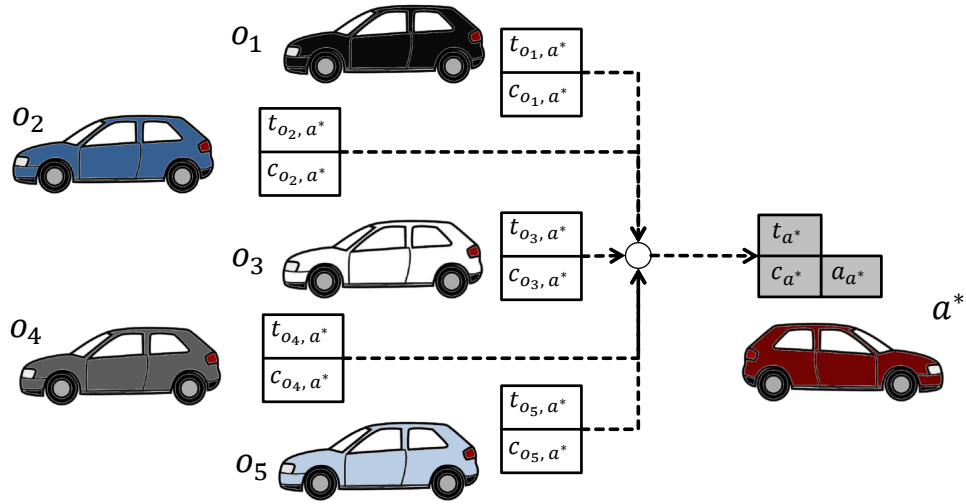 o₁
t_{o₁, a*}
c_{o₁, a*}
o₂
t_{o₂, a*}
c_{o₂, a*}
o₃
t_{o₃, a*}
c_{o₃, a*}
t_{a*}
c_{a*} a_{a*}
a*
o₄
t_{o₄, a*}
c_{o₄, a*}
o₅
t_{o₅, a*}
c_{o₅, a*}